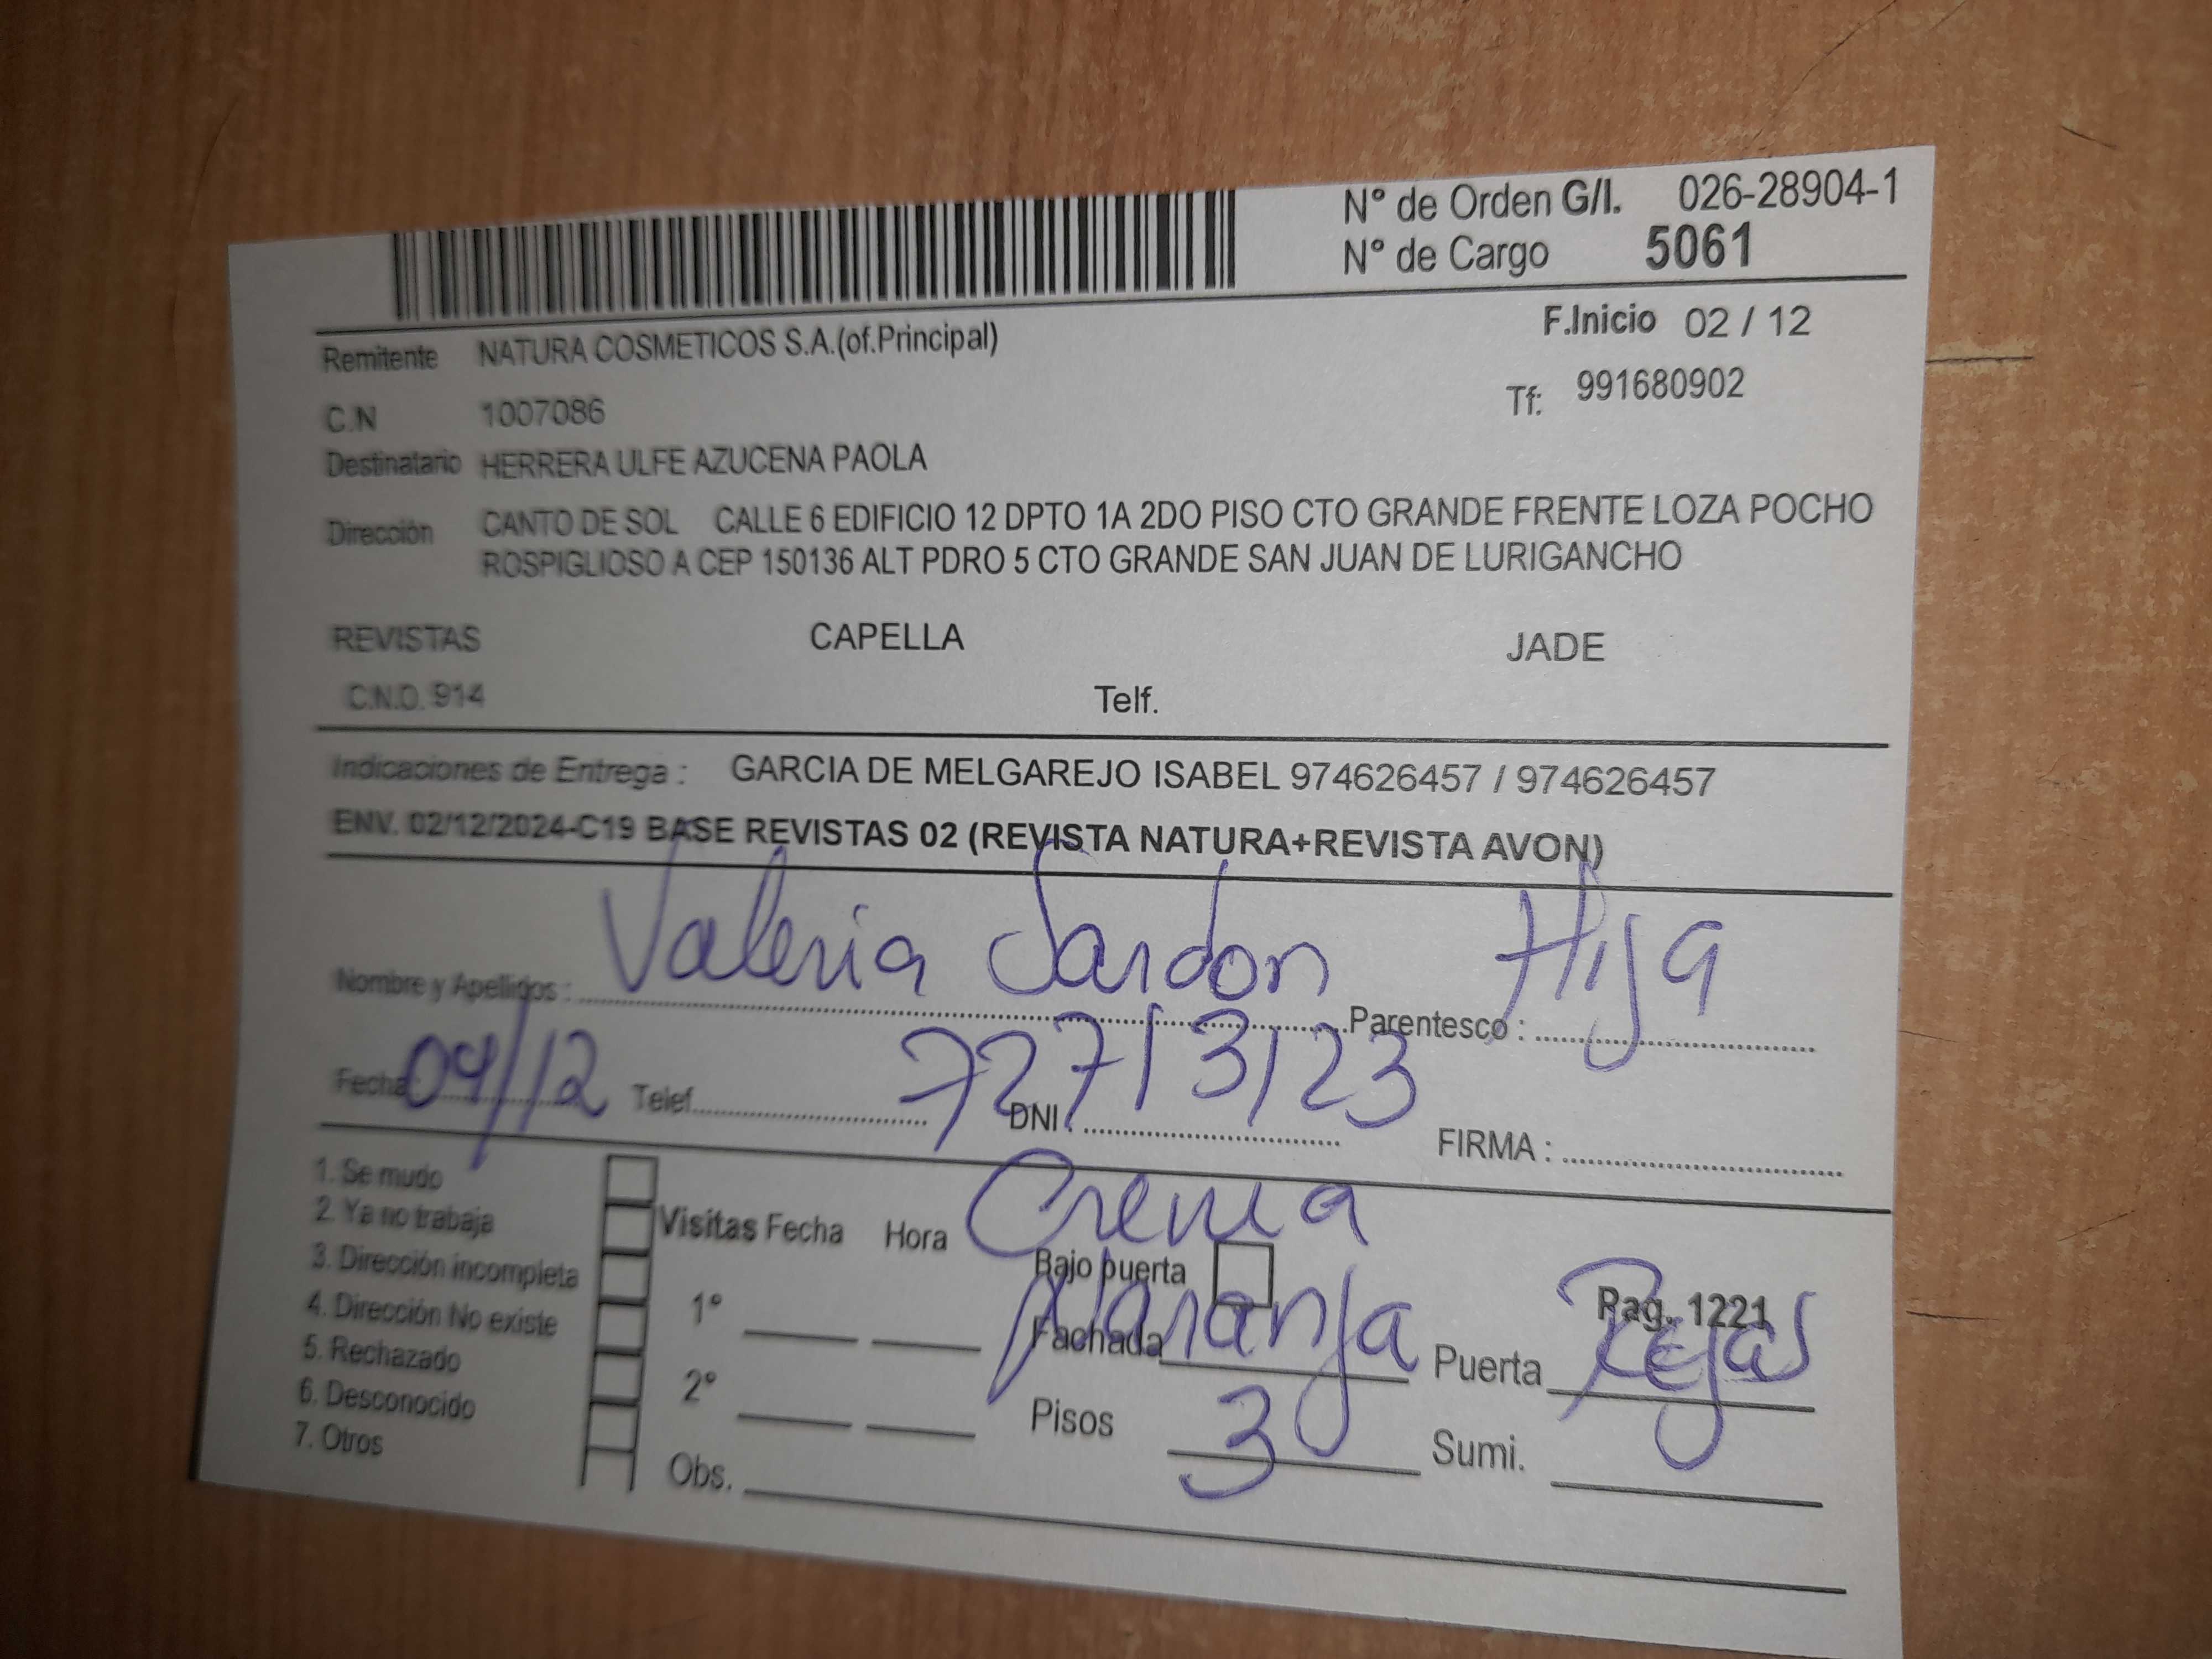 N° de Orden G/I. 026-28904-1
N° de Cargo 5061
F.Inicio 02 / 12
Remitente NATURA COSMETICOS S.A.(of.Principal)
Tf: 991680902
C.N 1007086
Destinatario HERRERA ULFE AZUCENA PAOLA
Dirección CANTO DE SOL CALLE 6 EDIFICIO 12 DPTO 1A 2DO PISO CTO GRANDE FRENTE LOZA POCHO
ROSPIGLIOSO A CEP 150136 ALT PDRO 5 CTO GRANDE SAN JUAN DE LURIGANCHO
REVISTAS CAPELLA JADE
C.N.O. 914 Telf.
Indicaciones de Entrega : GARCIA DE MELGAREJO ISABEL 974626457 / 974626457
ENV. 02/12/2024-C19 BASE REVISTAS 02 (REVISTA NATURA+REVISTA AVON)
Nombre y Apellidos : Valeria Sardon Parentesco : Hija
Fecha: 04/12 Telef. DNI : 72713123 FIRMA :
1. Se mudo
2. Ya no trabaja
3. Dirección incompleta
4. Dirección No existe
5. Rechazado
6. Desconocido
7. Otros
Visitas Fecha Hora
1°
2°
Obs.
Crema
Bajo puerta
Pag. 1221
Fachada Naranja Puerta Rejas
Pisos 3 Sumi.